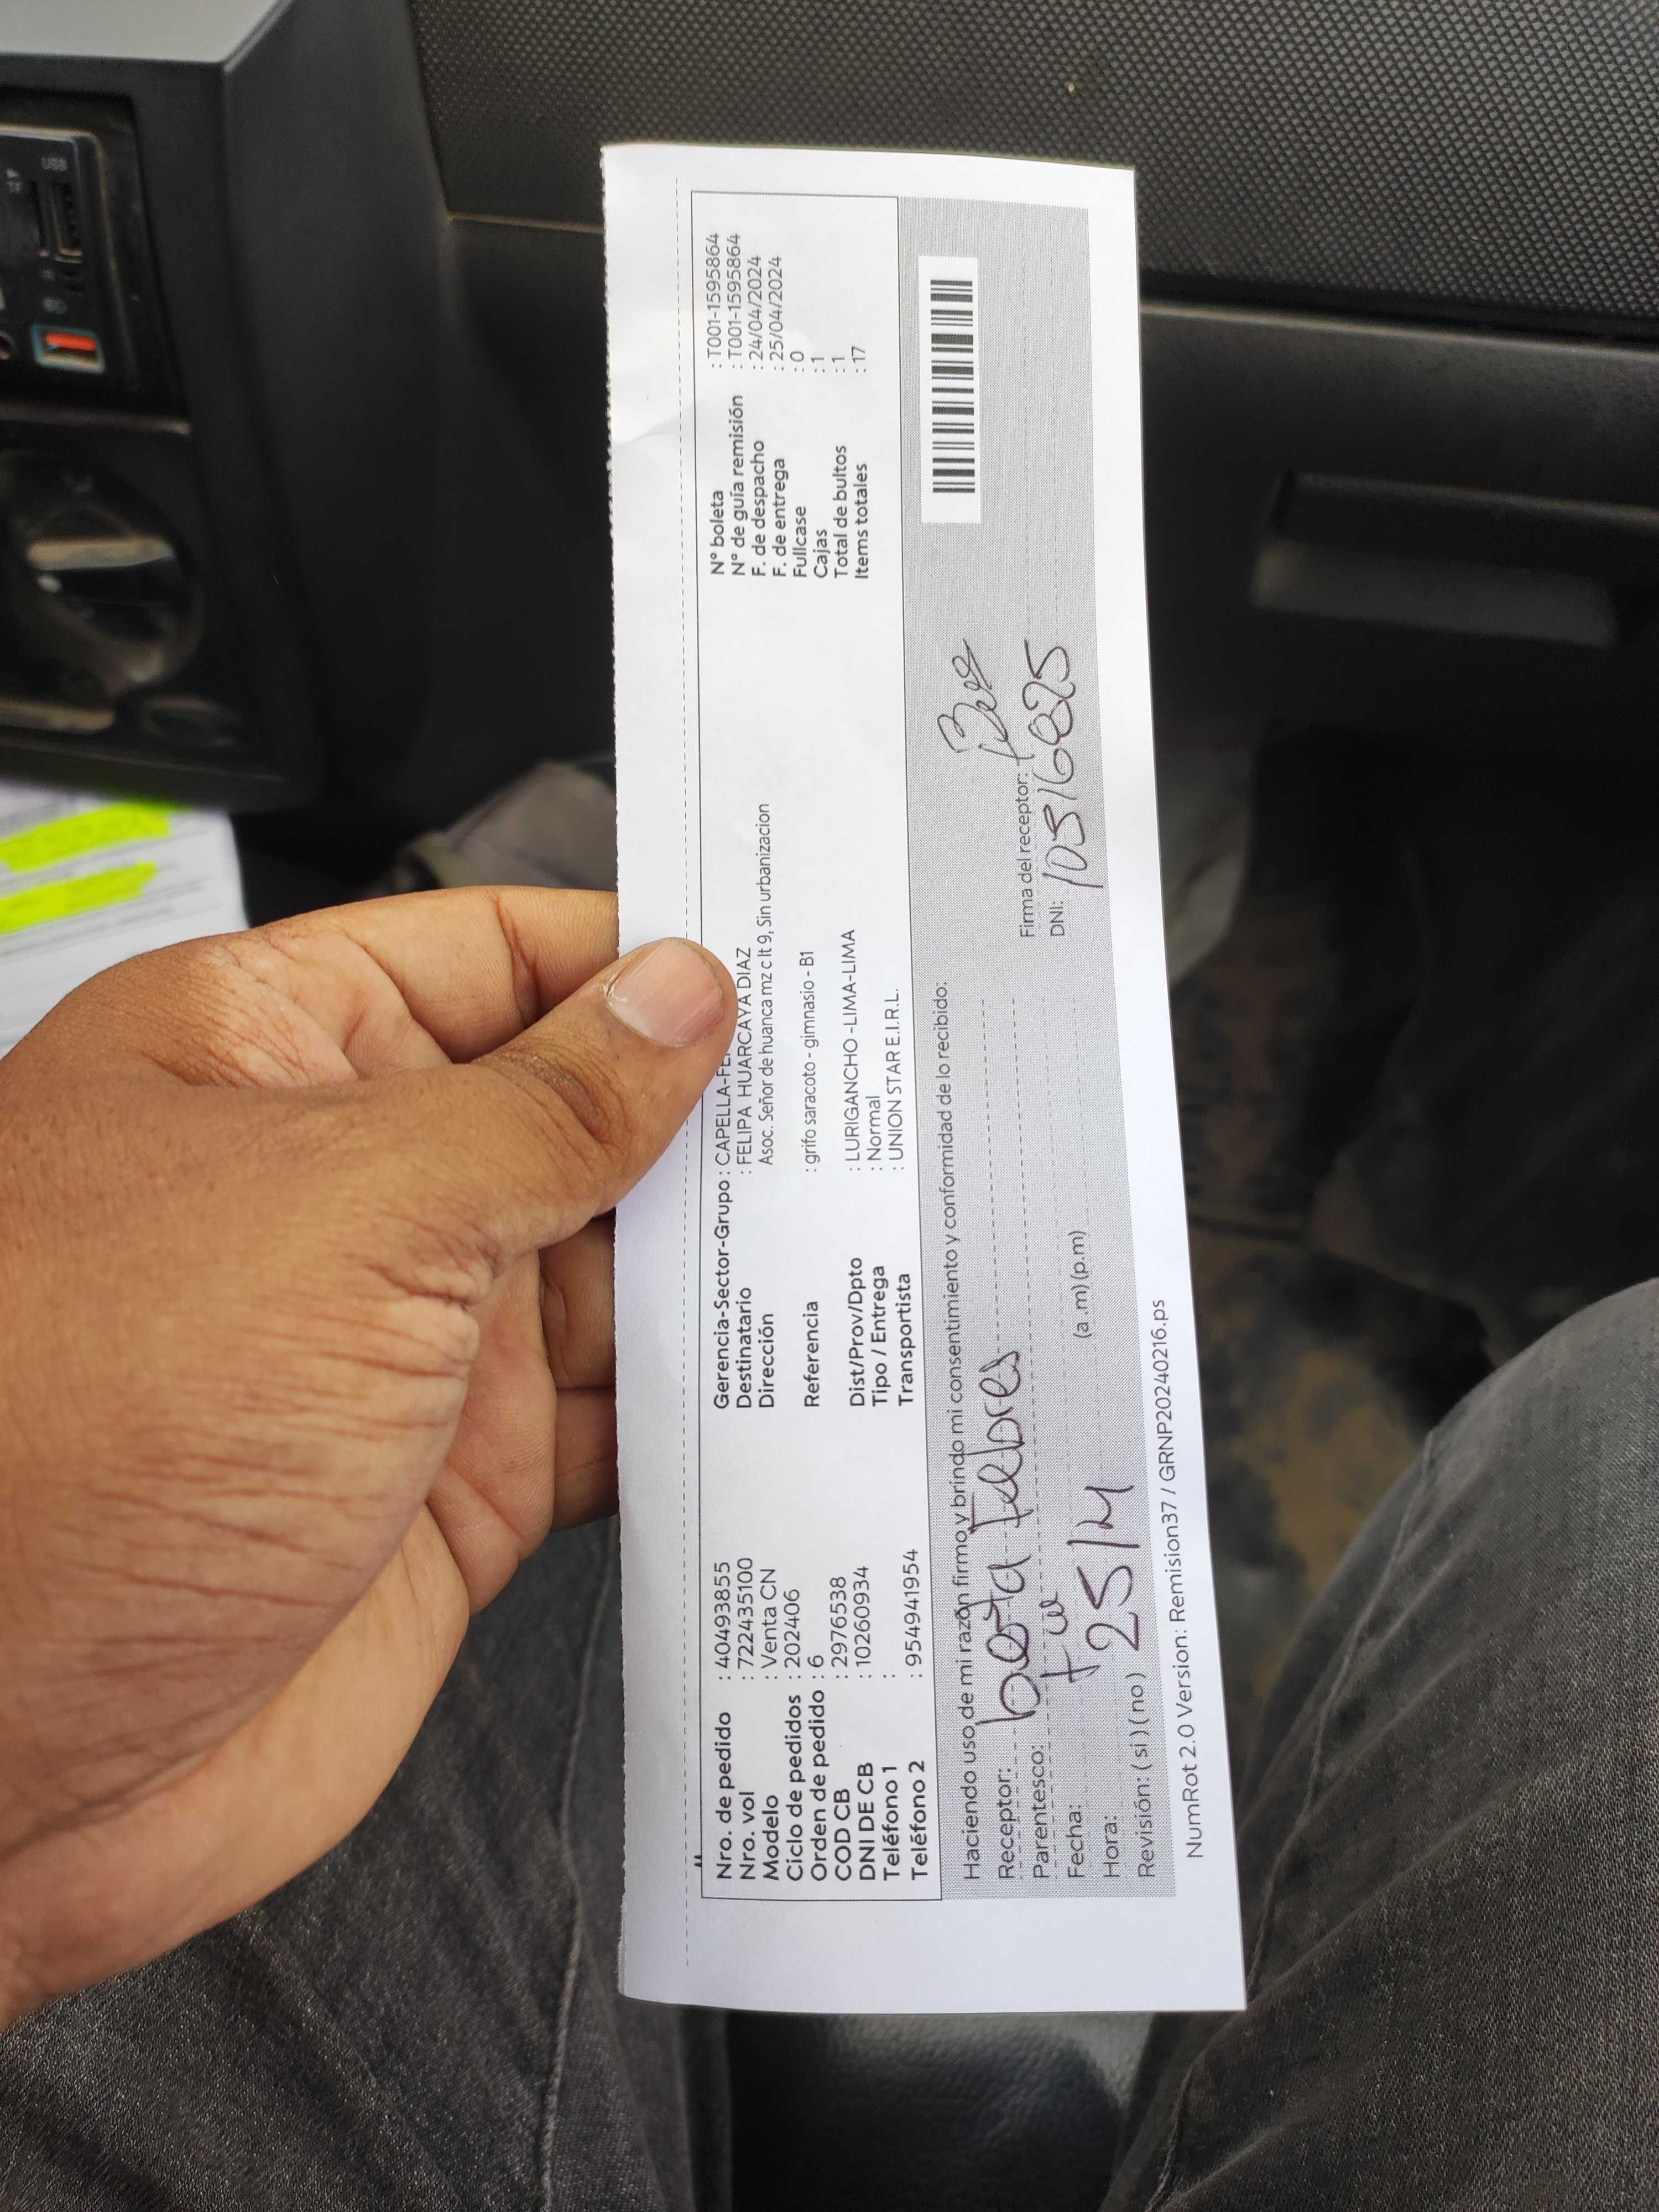 Nro. de pedido : 40493855
Nro. vol : 722435100
Modelo : Venta CN
Ciclo de pedidos : 202406
Orden de pedido : 6
COD CB : 2976538
DNI DE CB : 10260934
Teléfono 1 :
Teléfono 2 : 954941954
Gerencia-Sector-Grupo : CAPELLA-
Destinatario : FELIPA HUARCAYA DIAZ
Dirección Asoc. Señor de huanca mz c lt 9, Sin urbanizacion
Referencia : grifo saracoto - gimnasio - B1
Dist/Prov/Dpto : LURIGANCHO -LIMA-LIMA
Tipo / Entrega : Normal
Transportista : UNION STAR E.I.R.L.
N° boleta : T001-1595864
N° de guía remisión : T001-1595864
F. de despacho : 24/04/2024
F. de entrega : 25/04/2024
Fullcase : 0
Cajas : 1
Total de bultos : 1
Items totales : 17
Haciendo uso de mi razón firmo y brindo mi consentimiento y conformidad de lo recibido:
Receptor: Febres
Parentesco:
Fecha: 25/4
Hora: (a .m) (p.m)
Revisión: ( si ) ( no )
Firma del receptor:
DNI:
NumRot 2.0 Version: Remision37 / GRNP20240216.ps
USB
TF